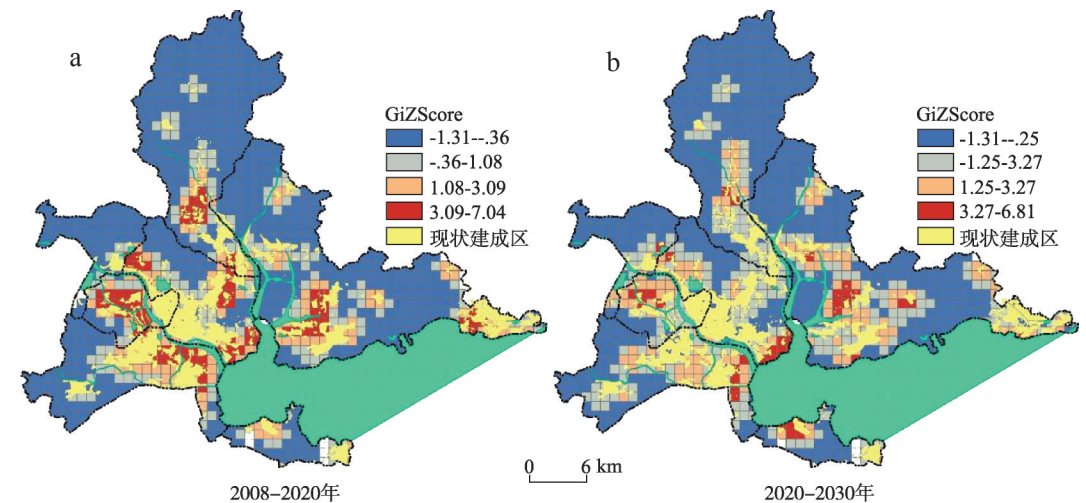 a
GiZScore
-1.31--.36
-.36-1.08
1.08-3.09
3.09-7.04
现状建成区
2008-2020年
b
GiZScore
-1.31--.25
-1.25-3.27
1.25-3.27
3.27-6.81
现状建成区
2020-2030年
0 6 km